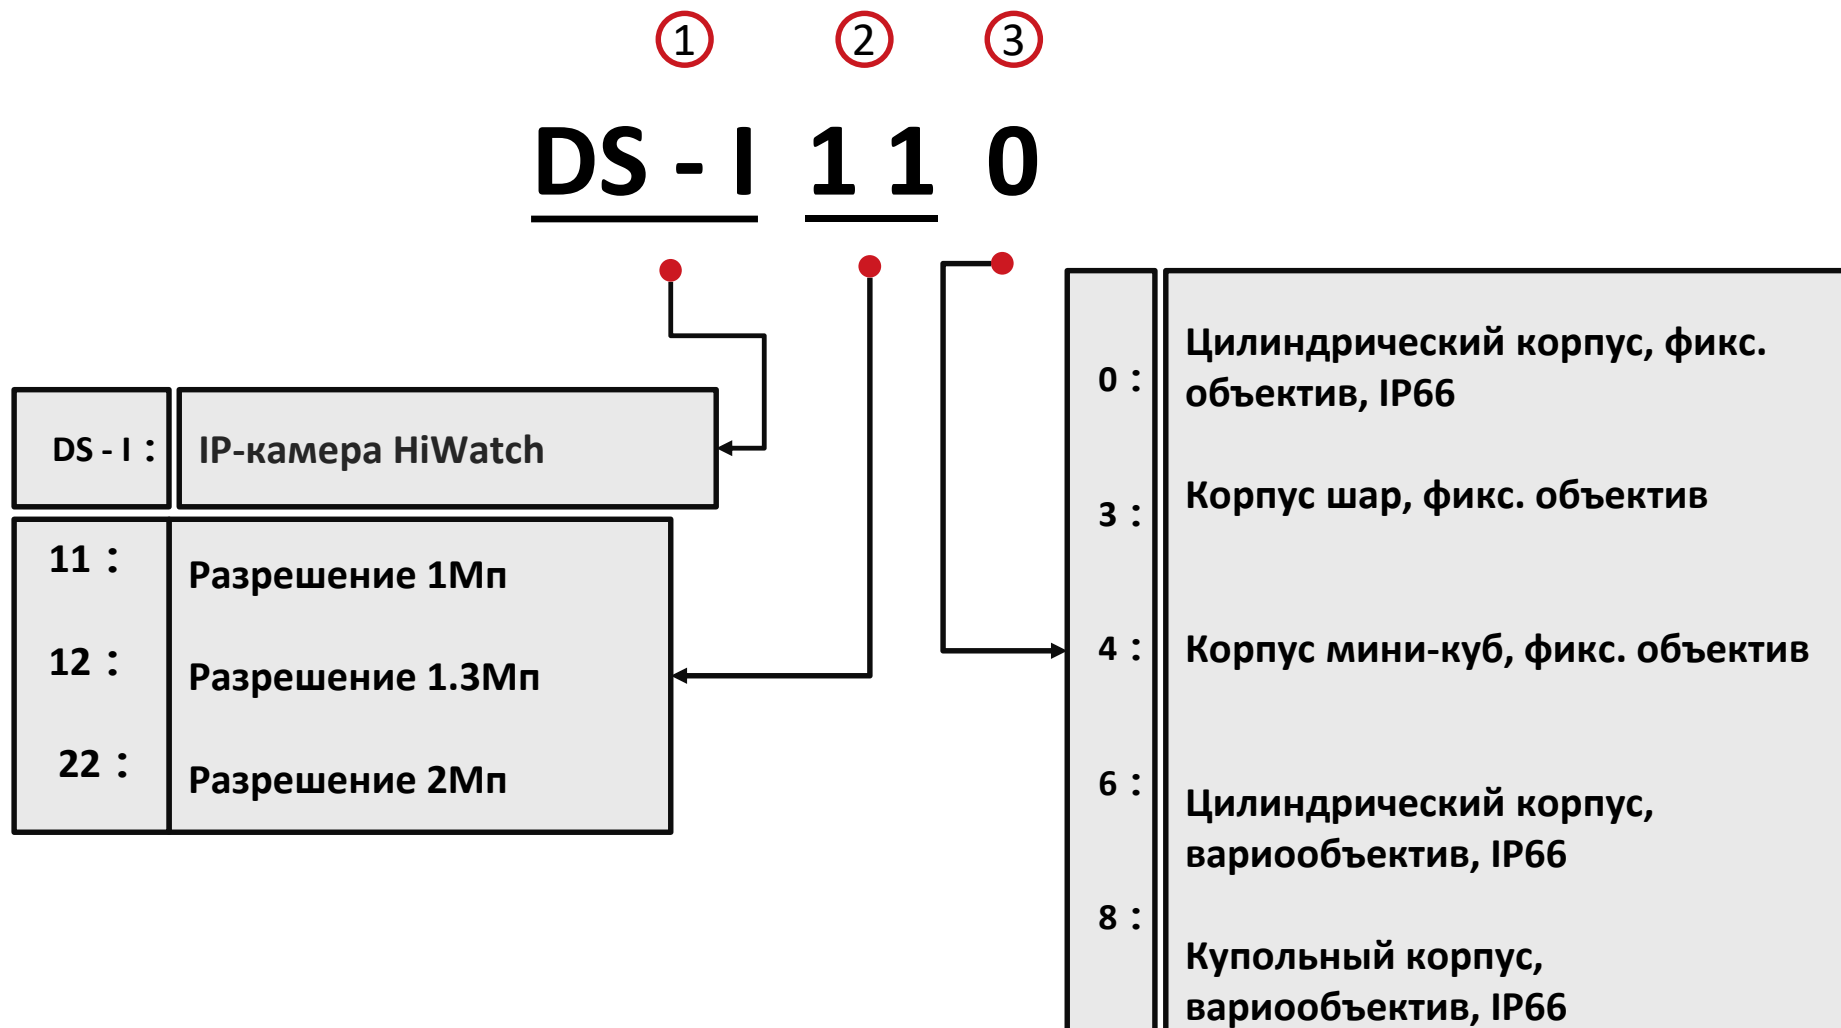 1 2 3
DS - I 1 1 0
DS - I : IP-камера HiWatch
11 : Разрешение 1Мп
12 : Разрешение 1.3Мп
22 : Разрешение 2Мп
0 : Цилиндрический корпус, фикс.
объектив, IP66
3 : Корпус шар, фикс. объектив
4 : Корпус мини-куб, фикс. объектив
6 : Цилиндрический корпус,
вариообъектив, IP66
8 : Купольный корпус,
вариообъектив, IP66